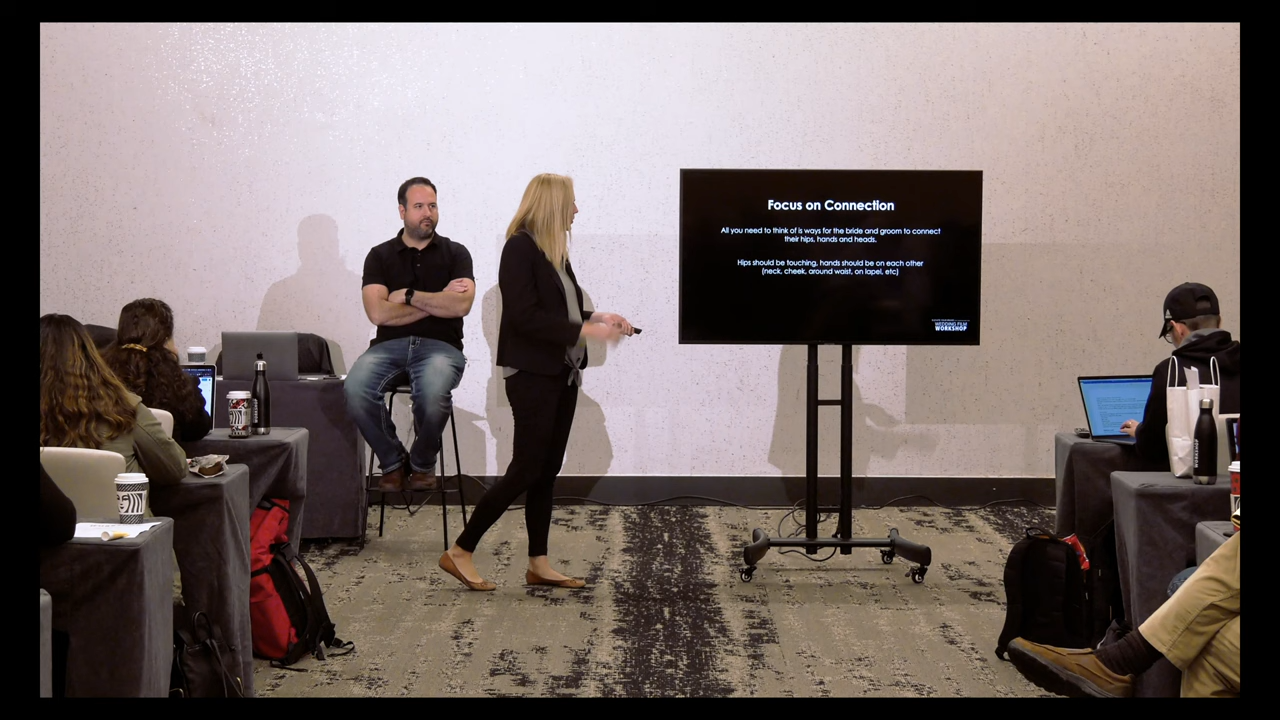 Focus on Connection
All you need to think of is ways for the bride and groom to connect
their hips, hands and heads.
Hips should be touching, hands should be on each other
(neck, cheek, around waist, on lapel, etc)
WEDDING FILM
WORKSHOP